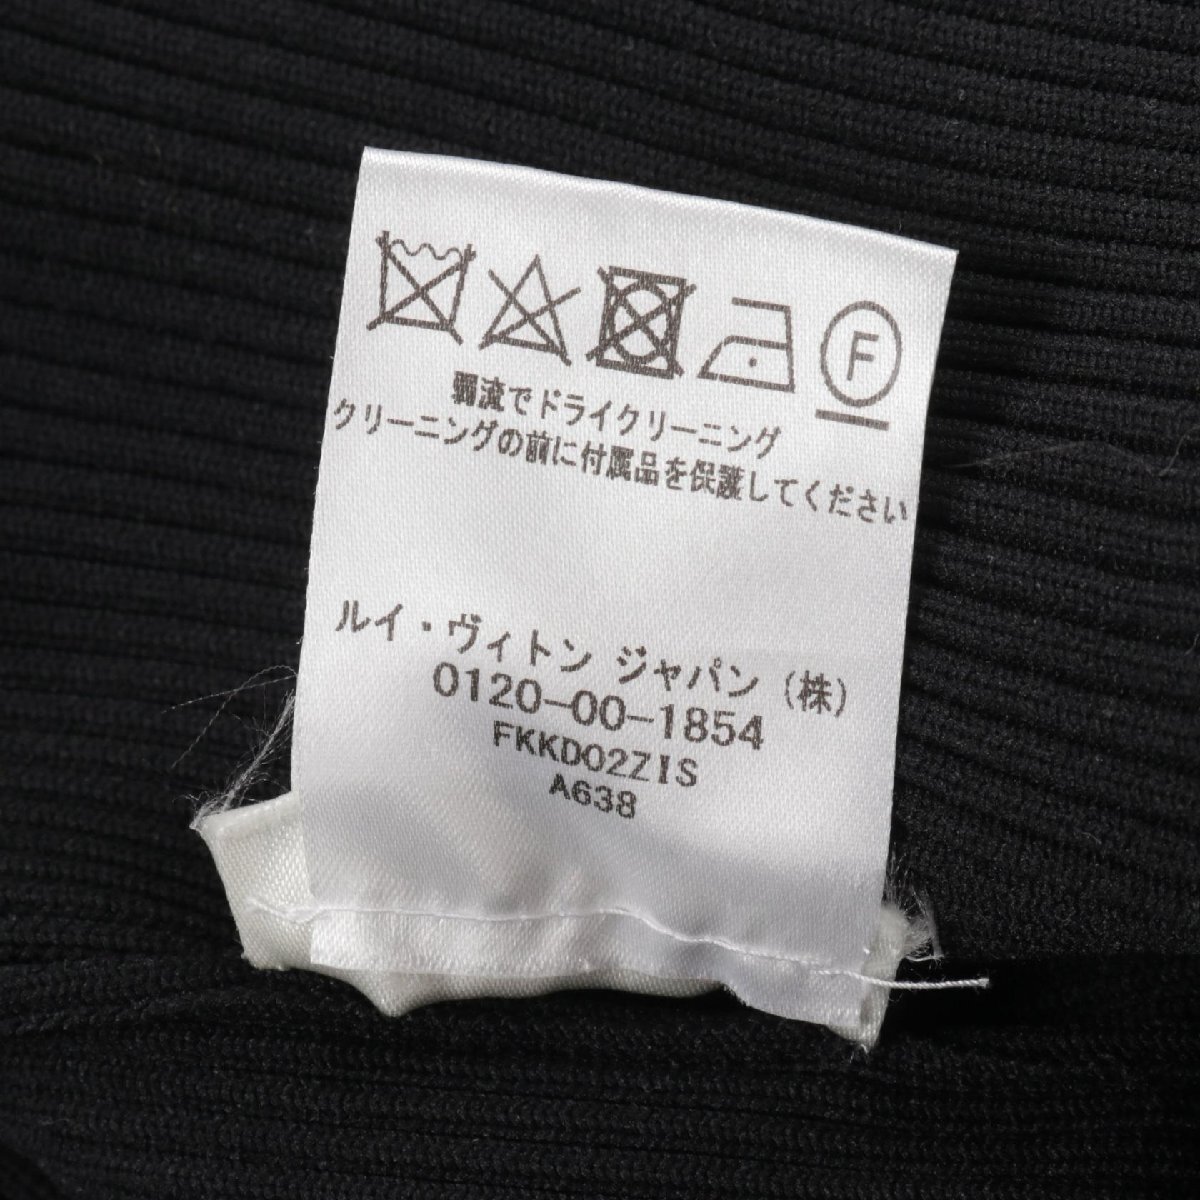 F
弱流でドライクリーニング
クリーニングの前に付属品を保護してください
ルイ・ヴィトン ジャパン (株)
0120-00-1854
FKKD02ZIS
A638